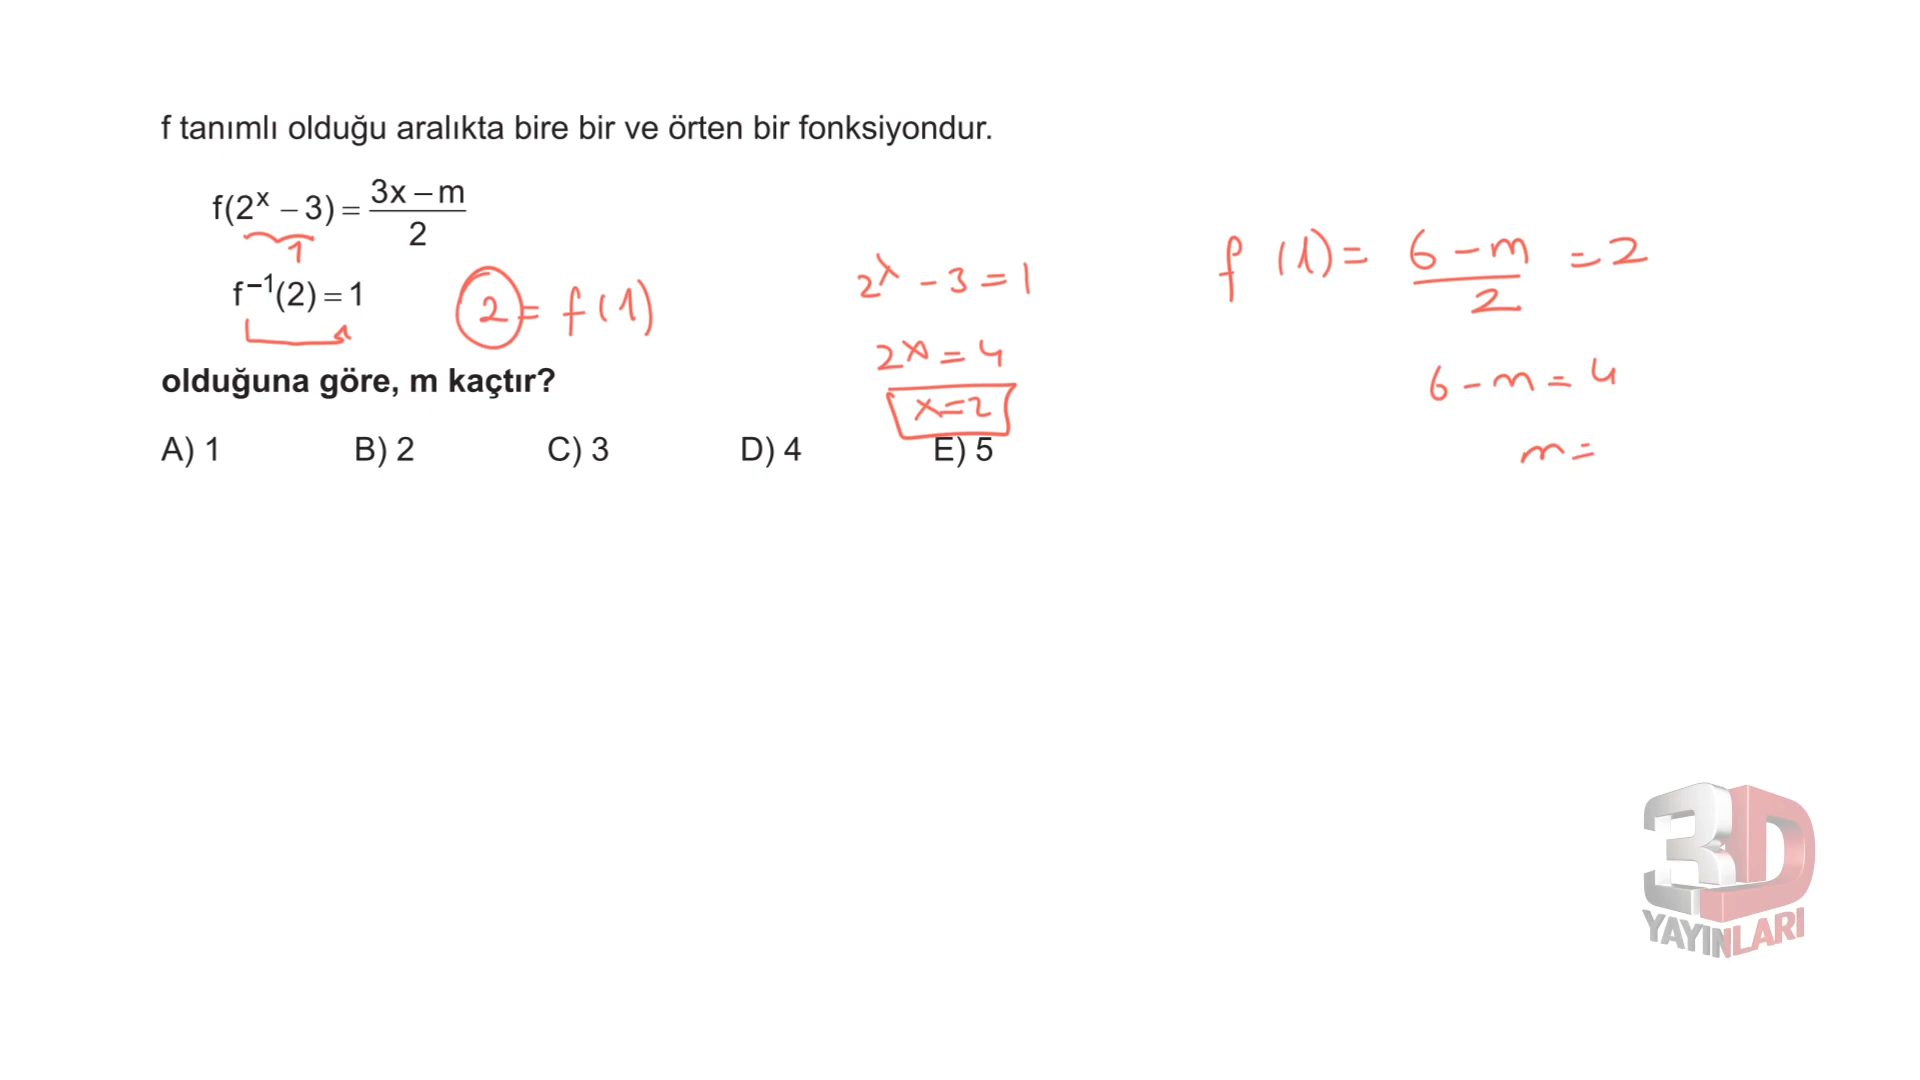 f tanımlı olduğu aralıkta bire bir ve örten bir fonksiyondur.
f(2^x – 3) = (3x – m)/2
1
f^–1(2) = 1
2 = f(1)
olduğuna göre, m kaçtır?
A) 1 B) 2 C) 3 D) 4 E) 5
2^x - 3 = 1
2^x = 4
x=2
f(1) = (6-m)/2 = 2
6-m=4
m=
3D
YAYINLARI